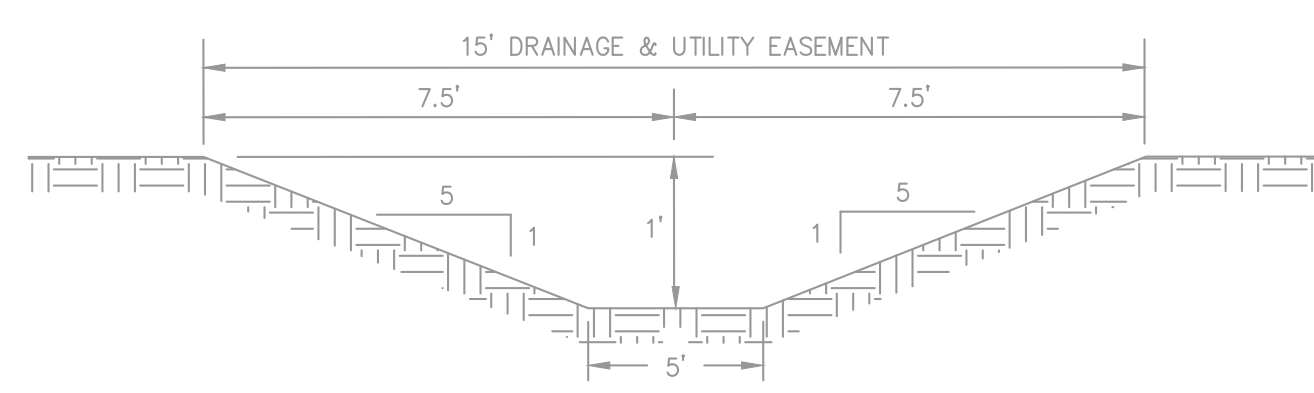 15' DRAINAGE & UTILITY EASEMENT
7.5' 7.5'
5 5
1 1' 1
5'